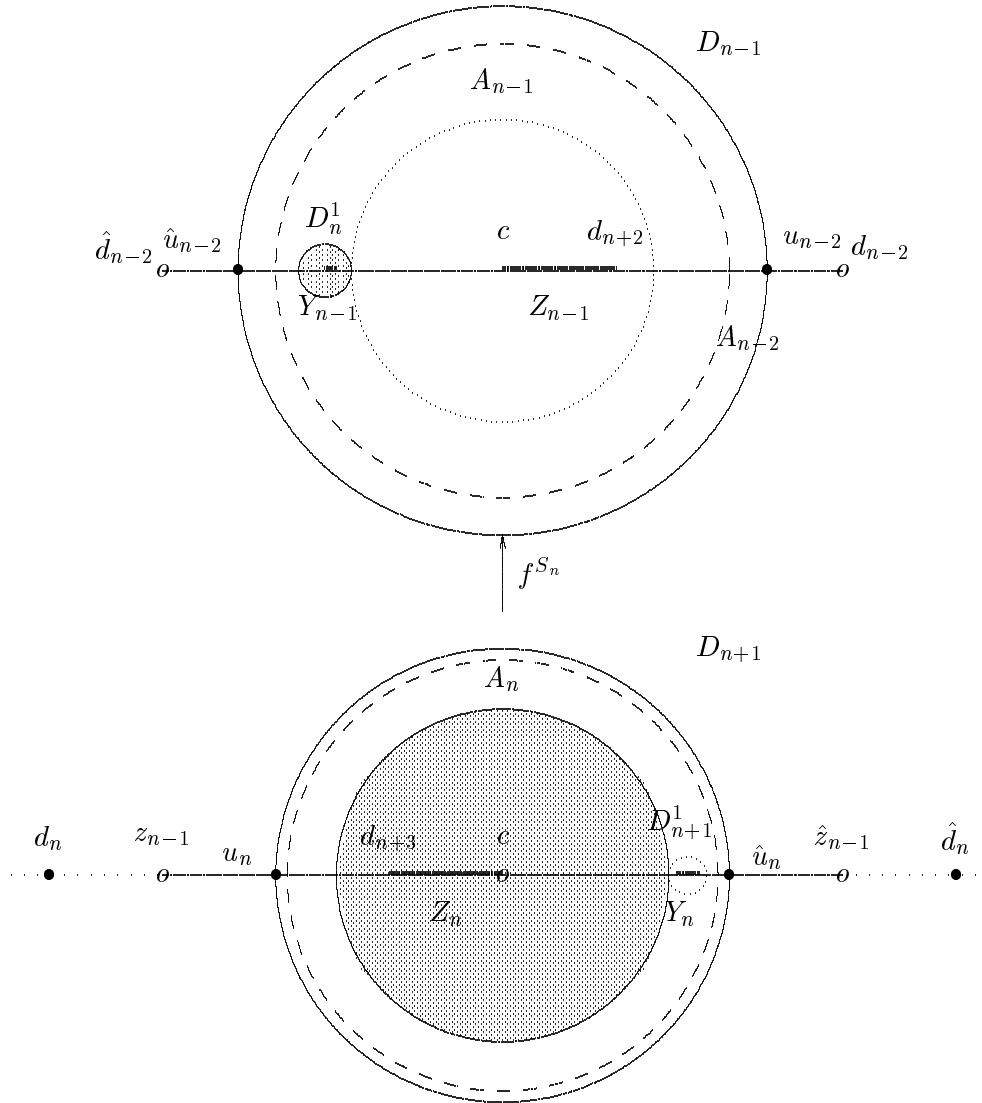 D_{n-1}
A_{n-1}
D_n^1
c
d_{n+2}
\hat{d}_{n-2} \hat{u}_{n-2}
u_{n-2} d_{n-2}
Y_{n-1}
Z_{n-1}
A_{n-2}
f^{S_n}
D_{n+1}
A_n
D_{n+1}^1
d_n
z_{n-1}
d_{n+3}
c
\hat{z}_{n-1}
\hat{d}_n
u_n
\hat{u}_n
Z_n
Y_n